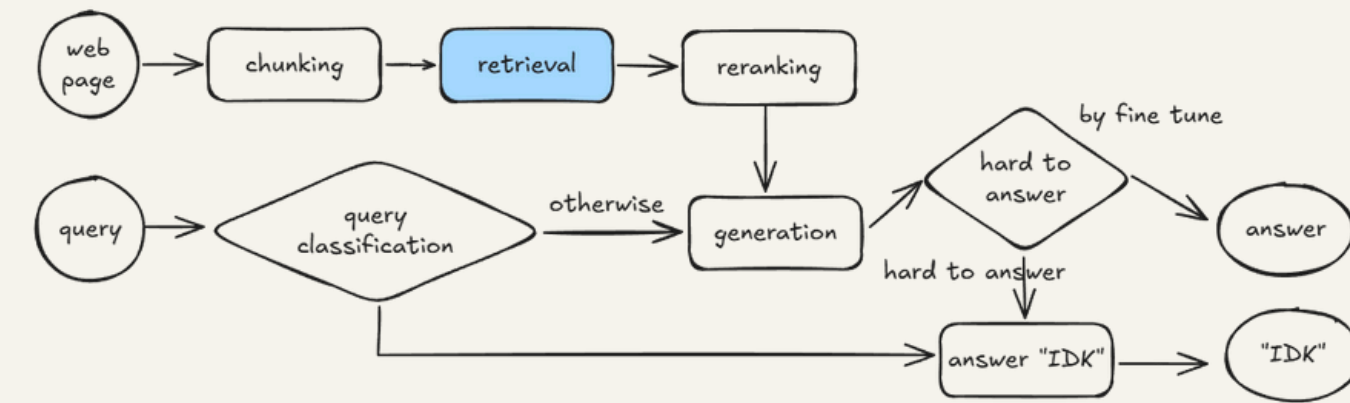 web
page
chunking
retrieval
reranking
by fine tune
hard to
answer
query
query
classification
otherwise
generation
answer
hard to answer
answer "IDK"
"IDK"